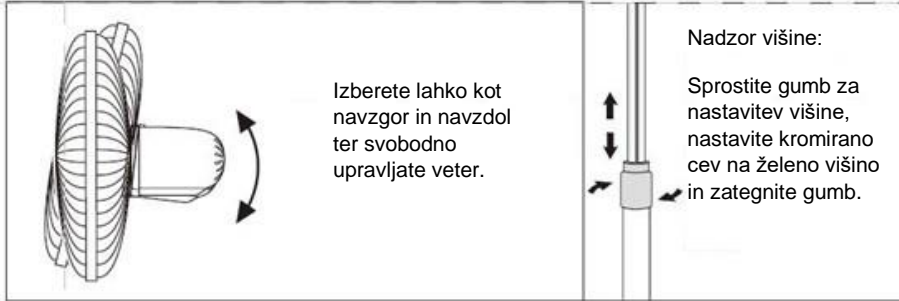 Izberete lahko kot
navzgor in navzdol
ter svobodno
upravljate veter.
Nadzor višine:
Sprostite gumb za
nastavitev višine,
nastavite kromirano
cev na želeno višino
in zategnite gumb.